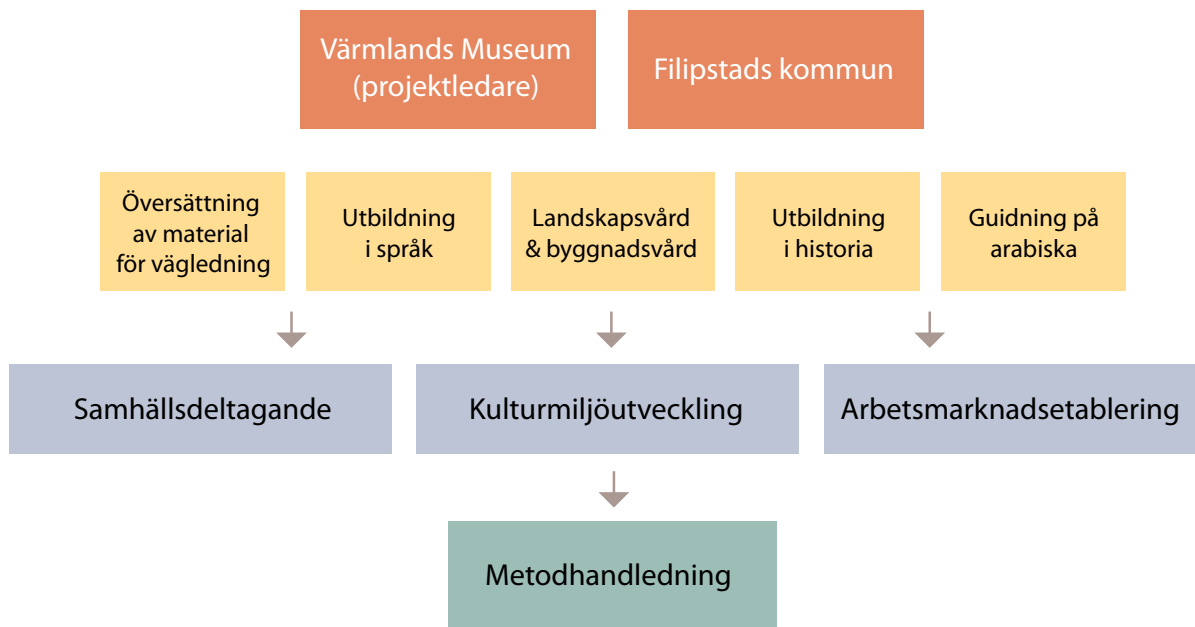 Värmlands Museum
(projektledare)
Filipstads kommun
Översättning
av material
för vägledning
Utbildning
i språk
Landskapsvård
& byggnadsvård
Utbildning
i historia
Guidning på
arabiska
Samhällsdeltagande
Kulturmiljöutveckling
Arbetsmarknadsetablering
Metodhandledning